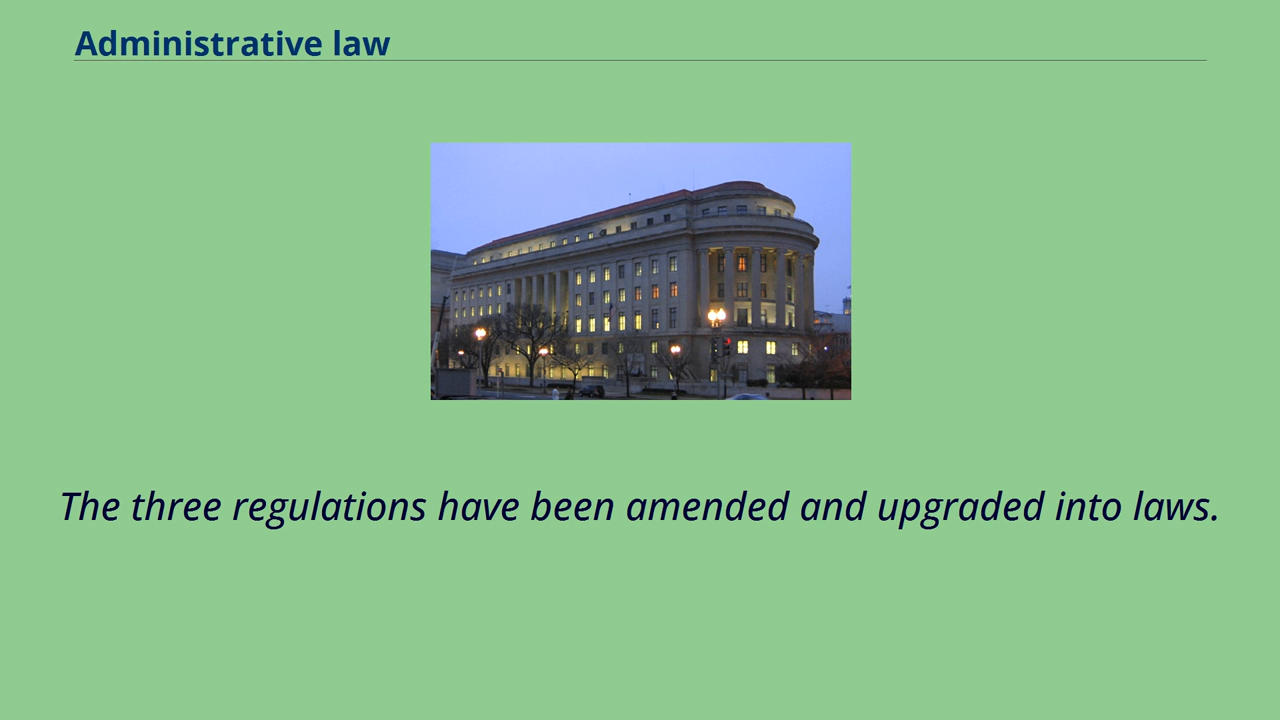 Administrative law
The three regulations have been amended and upgraded into laws.